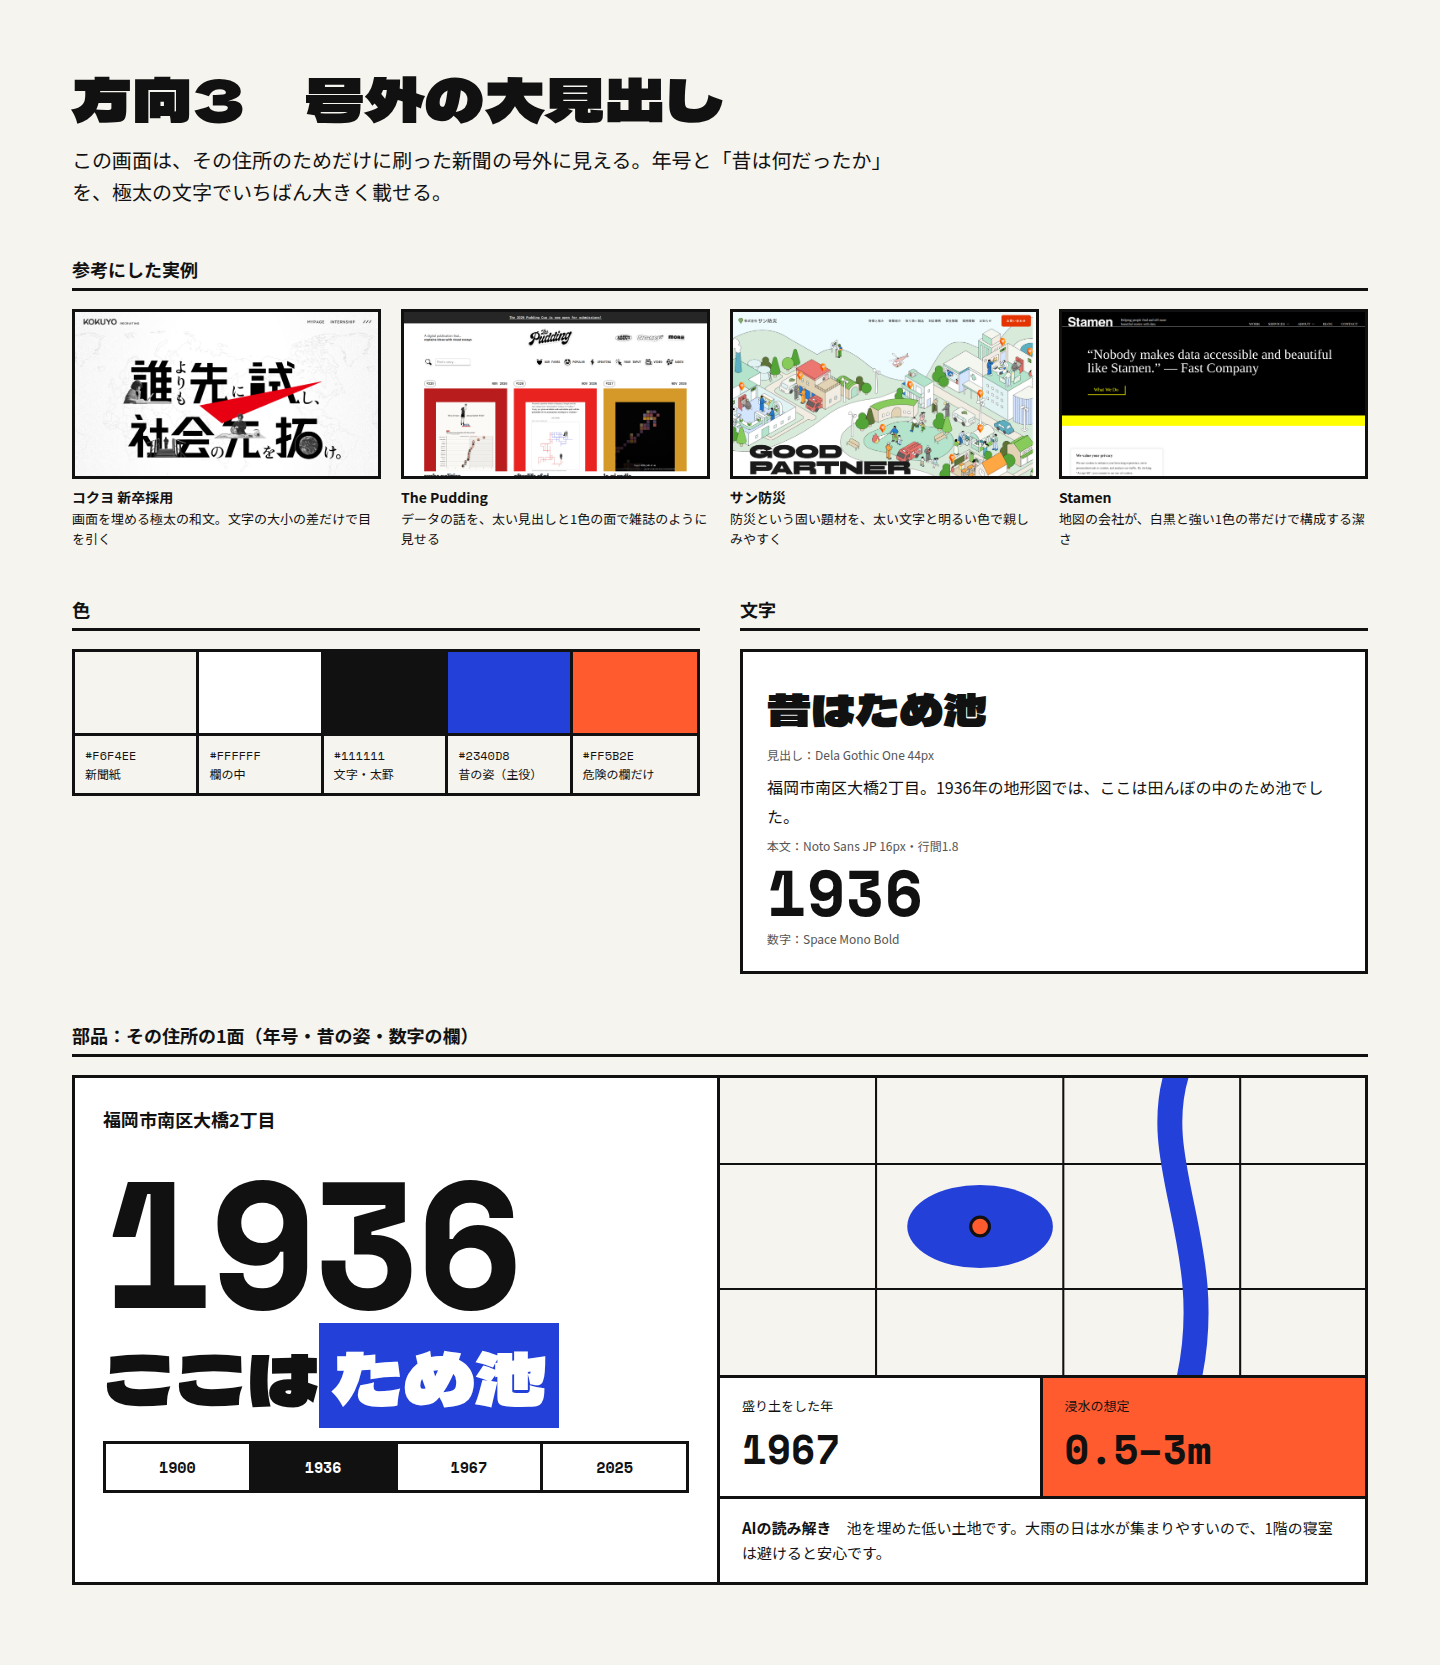 方向3　号外の大見出し
この画面は、その住所のためだけに刷った新聞の号外に見える。年号と「昔は何だったか」
を、極太の文字でいちばん大きく載せる。
参考にした実例
KOKUYO
MYPAGE INTERNSHIP
誰よりも先に試し、
社会の元を拓け。
The Pudding
サン防災
GOOD
PARTNER
Stamen
“Nobody makes data accessible and beautiful
like Stamen.” — Fast Company
What We Do
We value your privacy
コクヨ 新卒採用
画面を埋める極太の和文。文字の大小の差だけで目
を引く
The Pudding
データの話を、太い見出しと1色の面で雑誌のように
見せる
サン防災
防災という固い題材を、太い文字と明るい色で親し
みやすく
Stamen
地図の会社が、白黒と強い1色の帯だけで構成する潔
さ
色
#F6F4EE
新聞紙
#FFFFFF
欄の中
#111111
文字・太罫
#2340D8
昔の姿（主役）
#FF5B2E
危険の欄だけ
文字
昔はため池
見出し：Dela Gothic One 44px
福岡市南区大橋2丁目。1936年の地形図では、ここは田んぼの中のため池でし
た。
本文：Noto Sans JP 16px・行間1.8
1936
数字：Space Mono Bold
部品：その住所の1面（年号・昔の姿・数字の欄）
福岡市南区大橋2丁目
1936
ここはため池
1900
1936
1967
2025
盛り土をした年
1967
浸水の想定
0.5–3m
AIの読み解き　池を埋めた低い土地です。大雨の日は水が集まりやすいので、1階の寝室
は避けると安心です。